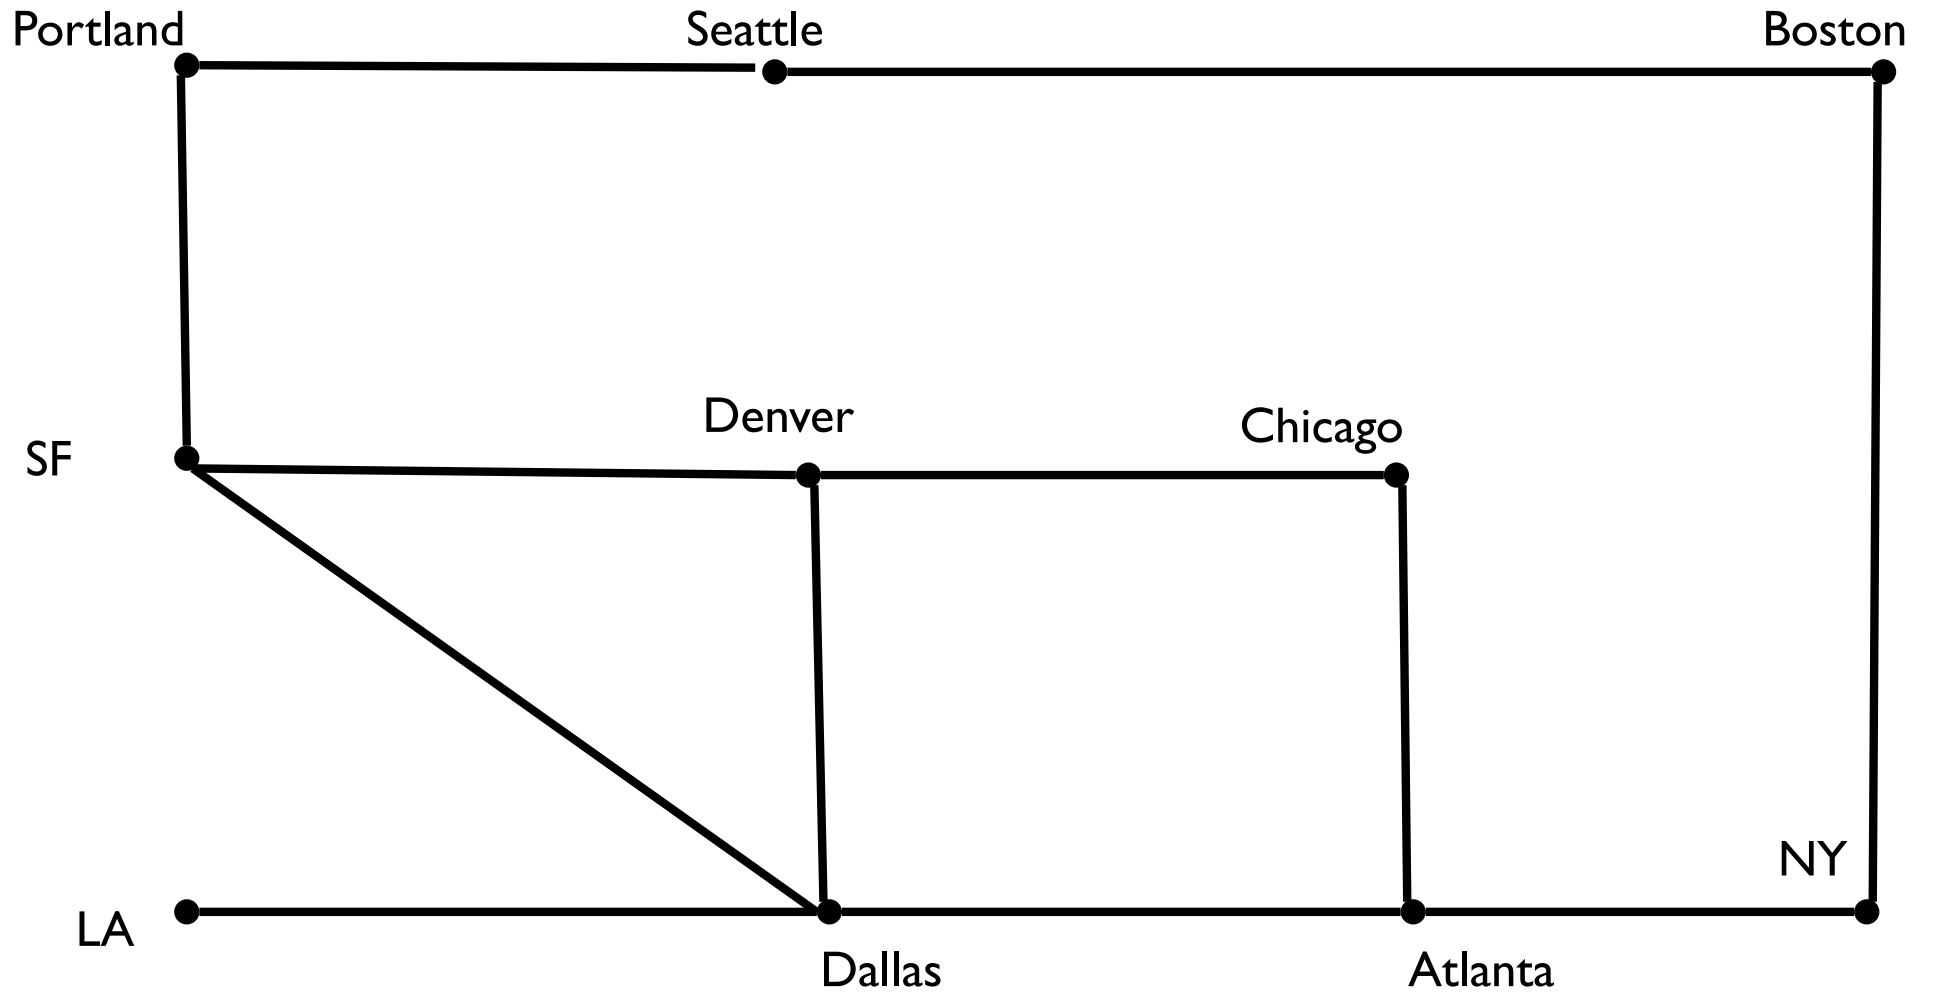 Portland
Seattle
Boston
Denver
Chicago
SF
NY
LA
Dallas
Atlanta